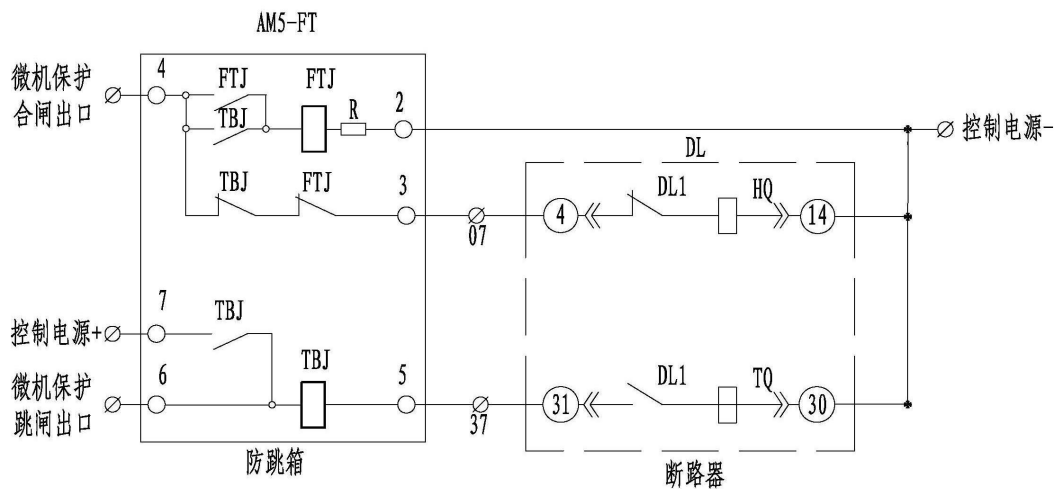 AM5-FT
微机保护
合闸出口
4
FTJ
FTJ
TBJ
R
2
控制电源-
DL
TBJ
FTJ
3
07
4
DL1
HQ
14
控制电源+
7
TBJ
微机保护
跳闸出口
6
TBJ
5
37
31
DL1
TQ
30
防跳箱
断路器